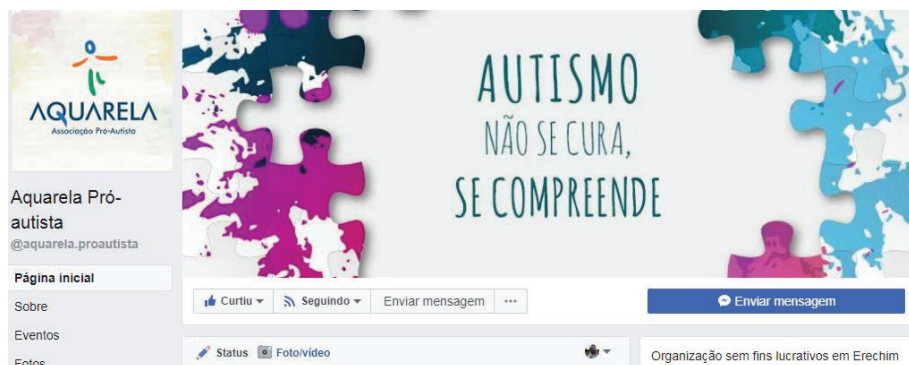 AQUARELA
Associação Pró-Autista
AUTISMO
NÃO SE CURA,
SE COMPREENDE
Aquarela Pró-
autista
@aquarela.proautista
Página inicial
Sobre
Eventos
Fotos
Curtiu
Seguindo
Enviar mensagem
Enviar mensagem
Status
Foto/vídeo
Organização sem fins lucrativos em Erechim